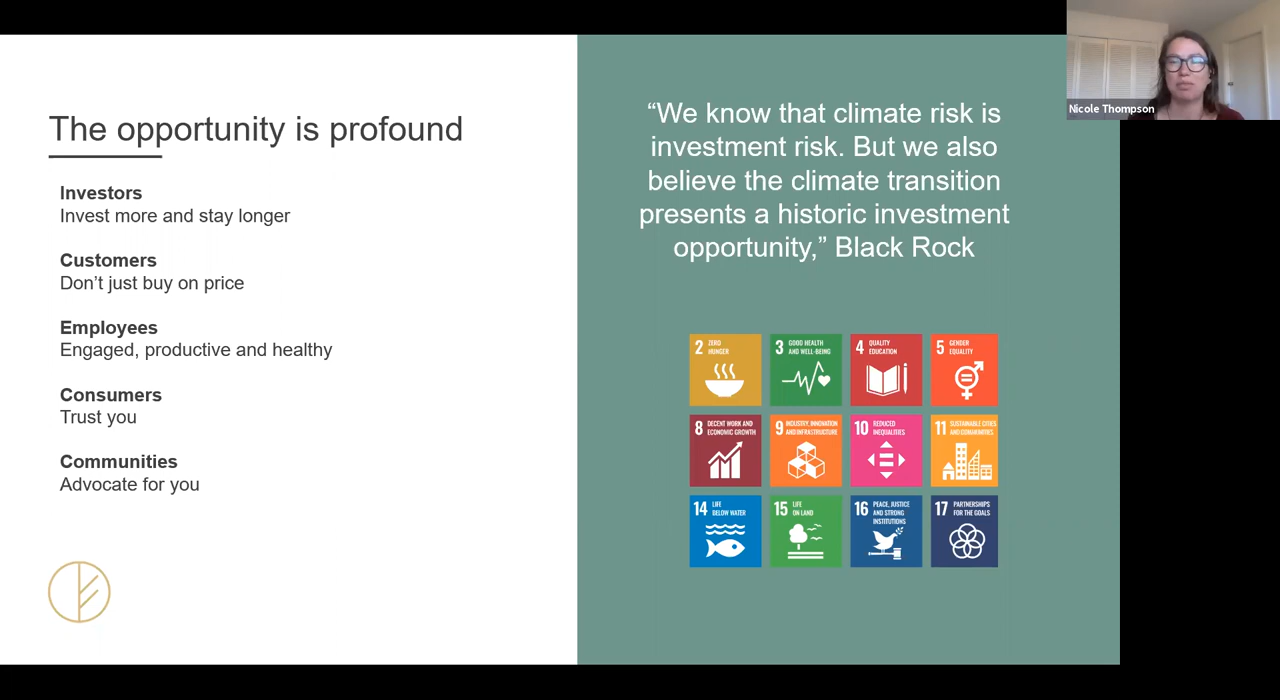 The opportunity is profound
Investors
Invest more and stay longer
Customers
Don’t just buy on price
Employees
Engaged, productive and healthy
Consumers
Trust you
Communities
Advocate for you
“We know that climate risk is
investment risk. But we also
believe the climate transition
presents a historic investment
opportunity,” Black Rock
2 ZERO
HUNGER
3 GOOD HEALTH
AND WELL-BEING
4 QUALITY
EDUCATION
5 GENDER
EQUALITY
8 DECENT WORK AND
ECONOMIC GROWTH
9 INDUSTRY, INNOVATION
AND INFRASTRUCTURE
10 REDUCED
INEQUALITIES
11 SUSTAINABLE CITIES
AND COMMUNITIES
14 LIFE
BELOW WATER
15 LIFE
ON LAND
16 PEACE, JUSTICE
AND STRONG
INSTITUTIONS
17 PARTNERSHIPS
FOR THE GOALS
Nicole Thompson